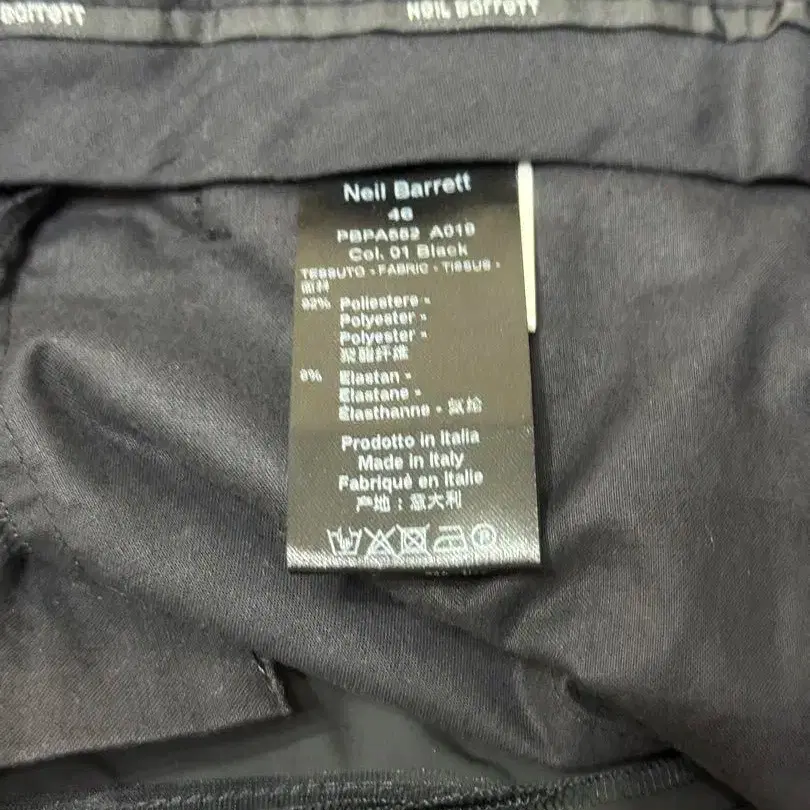 Barrett
Neil Barrett
Neil Barrett
46
PBPA552 A019
Col. 01 Black
TESSUTO - FABRIC - TISSUS -
面料
92% Poliestere -
Polyester -
Polyester -
聚酯纤维
8% Elastan -
Elastane -
Élasthanne - 氨纶
Prodotto in Italia
Made in Italy
Fabriqué en Italie
产地：意大利
P